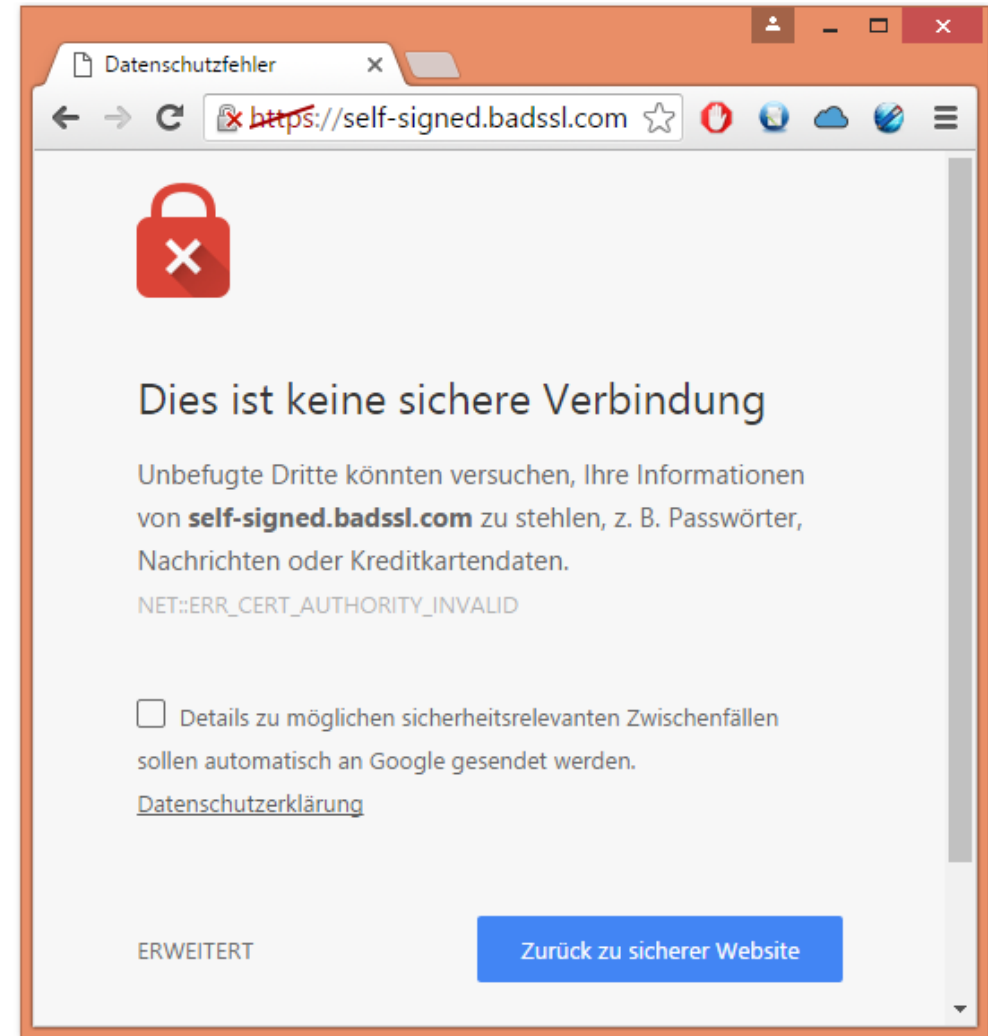 Datenschutzfehler
https://self-signed.badssl.com
Dies ist keine sichere Verbindung
Unbefugte Dritte könnten versuchen, Ihre Informationen
von self-signed.badssl.com zu stehlen, z. B. Passwörter,
Nachrichten oder Kreditkartendaten.
NET::ERR_CERT_AUTHORITY_INVALID
Details zu möglichen sicherheitsrelevanten Zwischenfällen
sollen automatisch an Google gesendet werden.
Datenschutzerklärung
ERWEITERT
Zurück zu sicherer Website